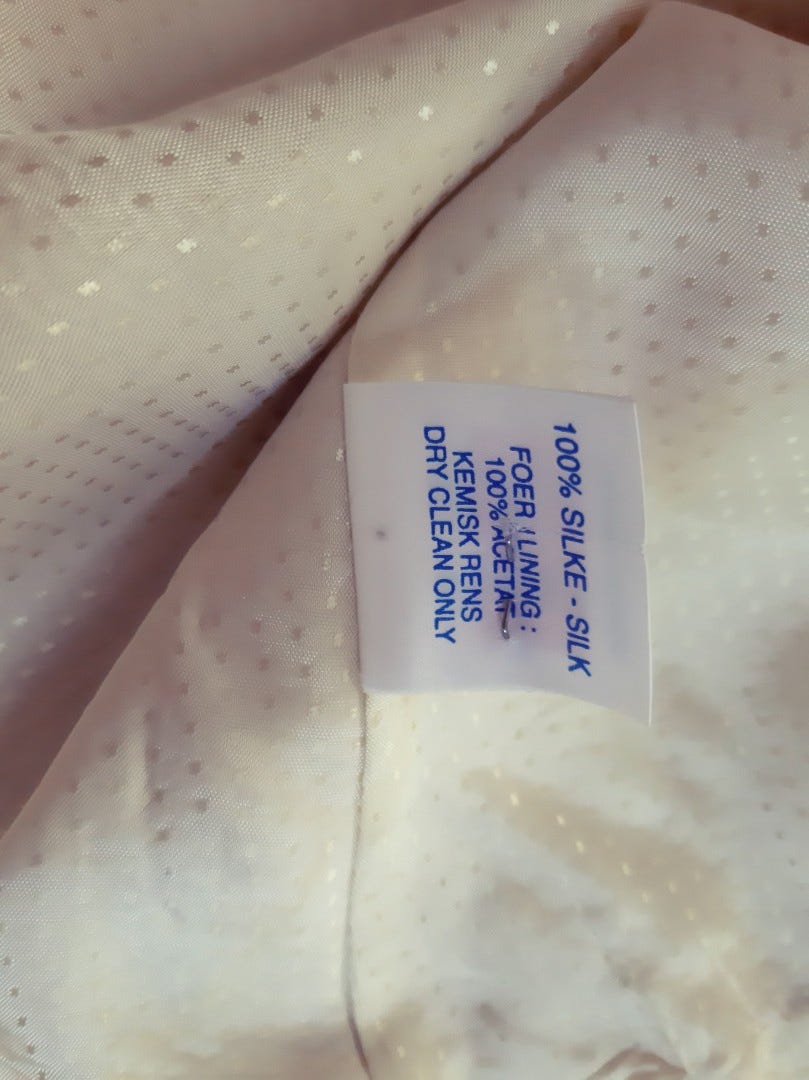 100% SILKE - SILK
FOER / LINING :
100% ACETAT
KEMISK RENS
DRY CLEAN ONLY